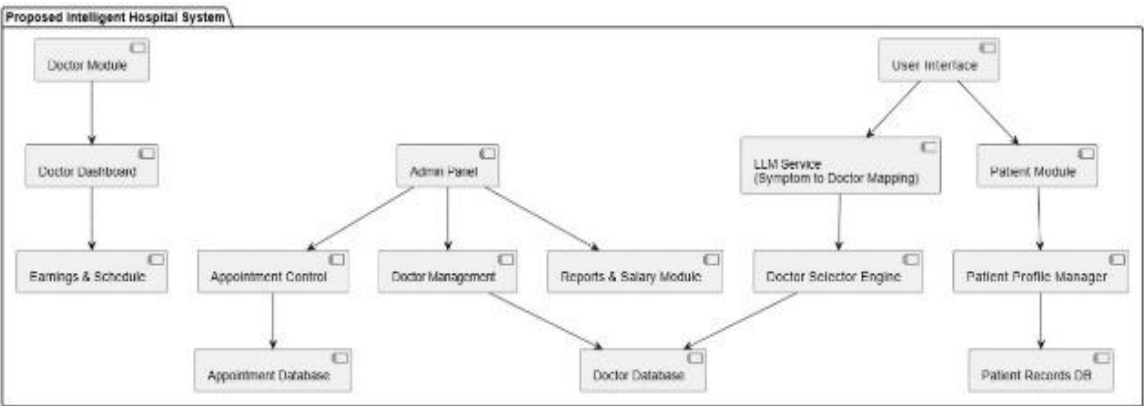 Proposed Intelligent Hospital System
Doctor Module
User Interface
Doctor Dashboard
Admin Panel
LLM Service
(Symptom to Doctor Mapping)
Patient Module
Earnings & Schedule
Appointment Control
Doctor Management
Reports & Salary Module
Doctor Selector Engine
Patient Profile Manager
Appointment Database
Doctor Database
Patient Records DB